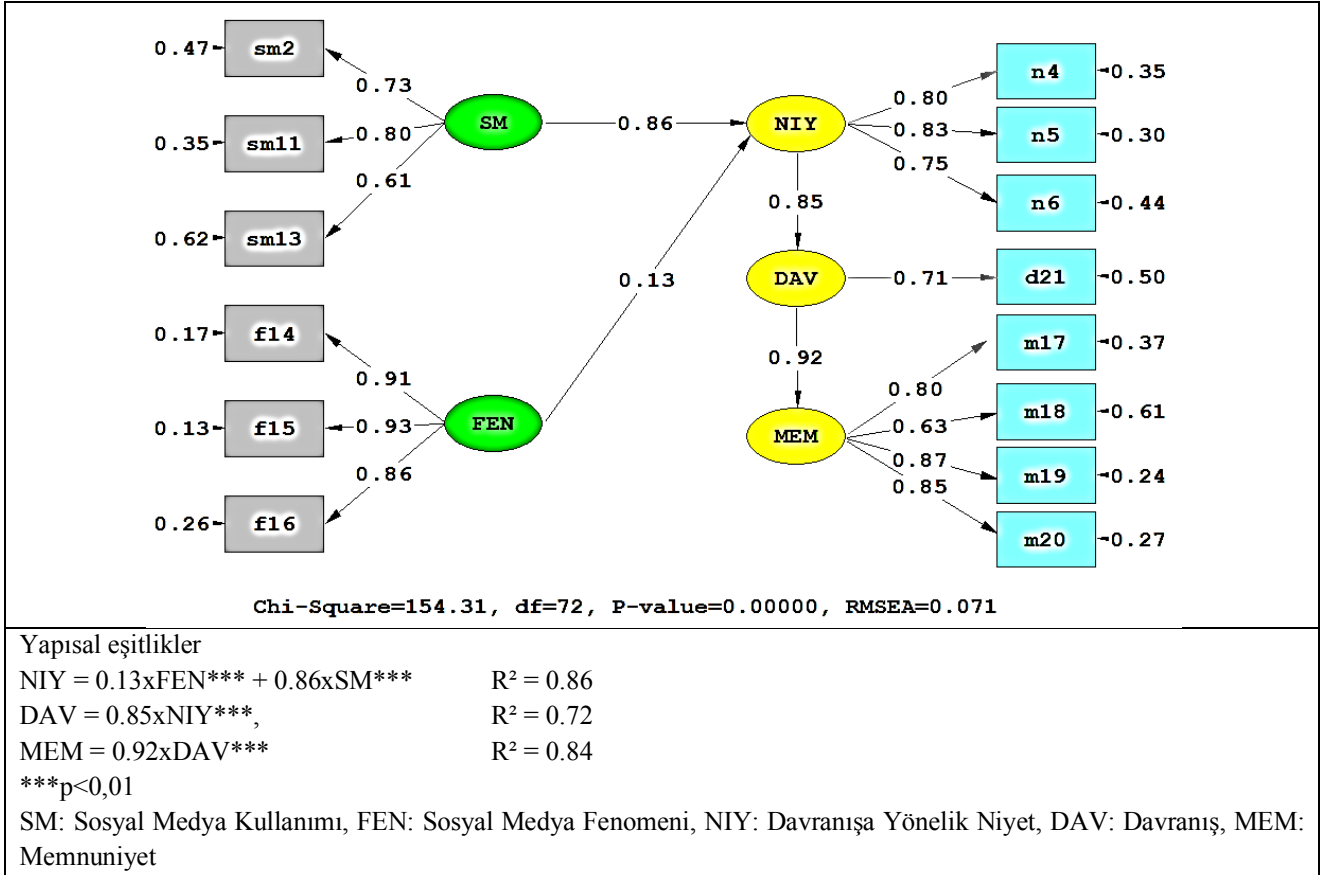 0.47 sm2
0.73
0.35 sm11 0.80
0.61
0.62 sm13
SM 0.86 NIY
0.17 f14
0.91
0.13 f15 0.93 FEN
0.86
0.26 f16
0.13
0.80 n4 0.35
0.83 n5 0.30
0.75
n6 0.44
0.85
DAV 0.71 d21 0.50
0.92
m17 0.37
0.80
MEM 0.63 m18 0.61
0.87 m19 0.24
0.85
m20 0.27
Chi-Square=154.31, df=72, P-value=0.00000, RMSEA=0.071
Yapısal eşitlikler
NIY = 0.13xFEN*** + 0.86xSM*** R² = 0.86
DAV = 0.85xNIY***, R² = 0.72
MEM = 0.92xDAV*** R² = 0.84
***p<0,01
SM: Sosyal Medya Kullanımı, FEN: Sosyal Medya Fenomeni, NIY: Davranışa Yönelik Niyet, DAV: Davranış, MEM:
Memnuniyet